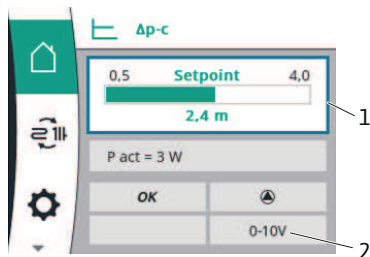 Δp-c
0,5 Setpoint 4,0
2,4 m
1
P act = 3 W
OK
0-10V
2